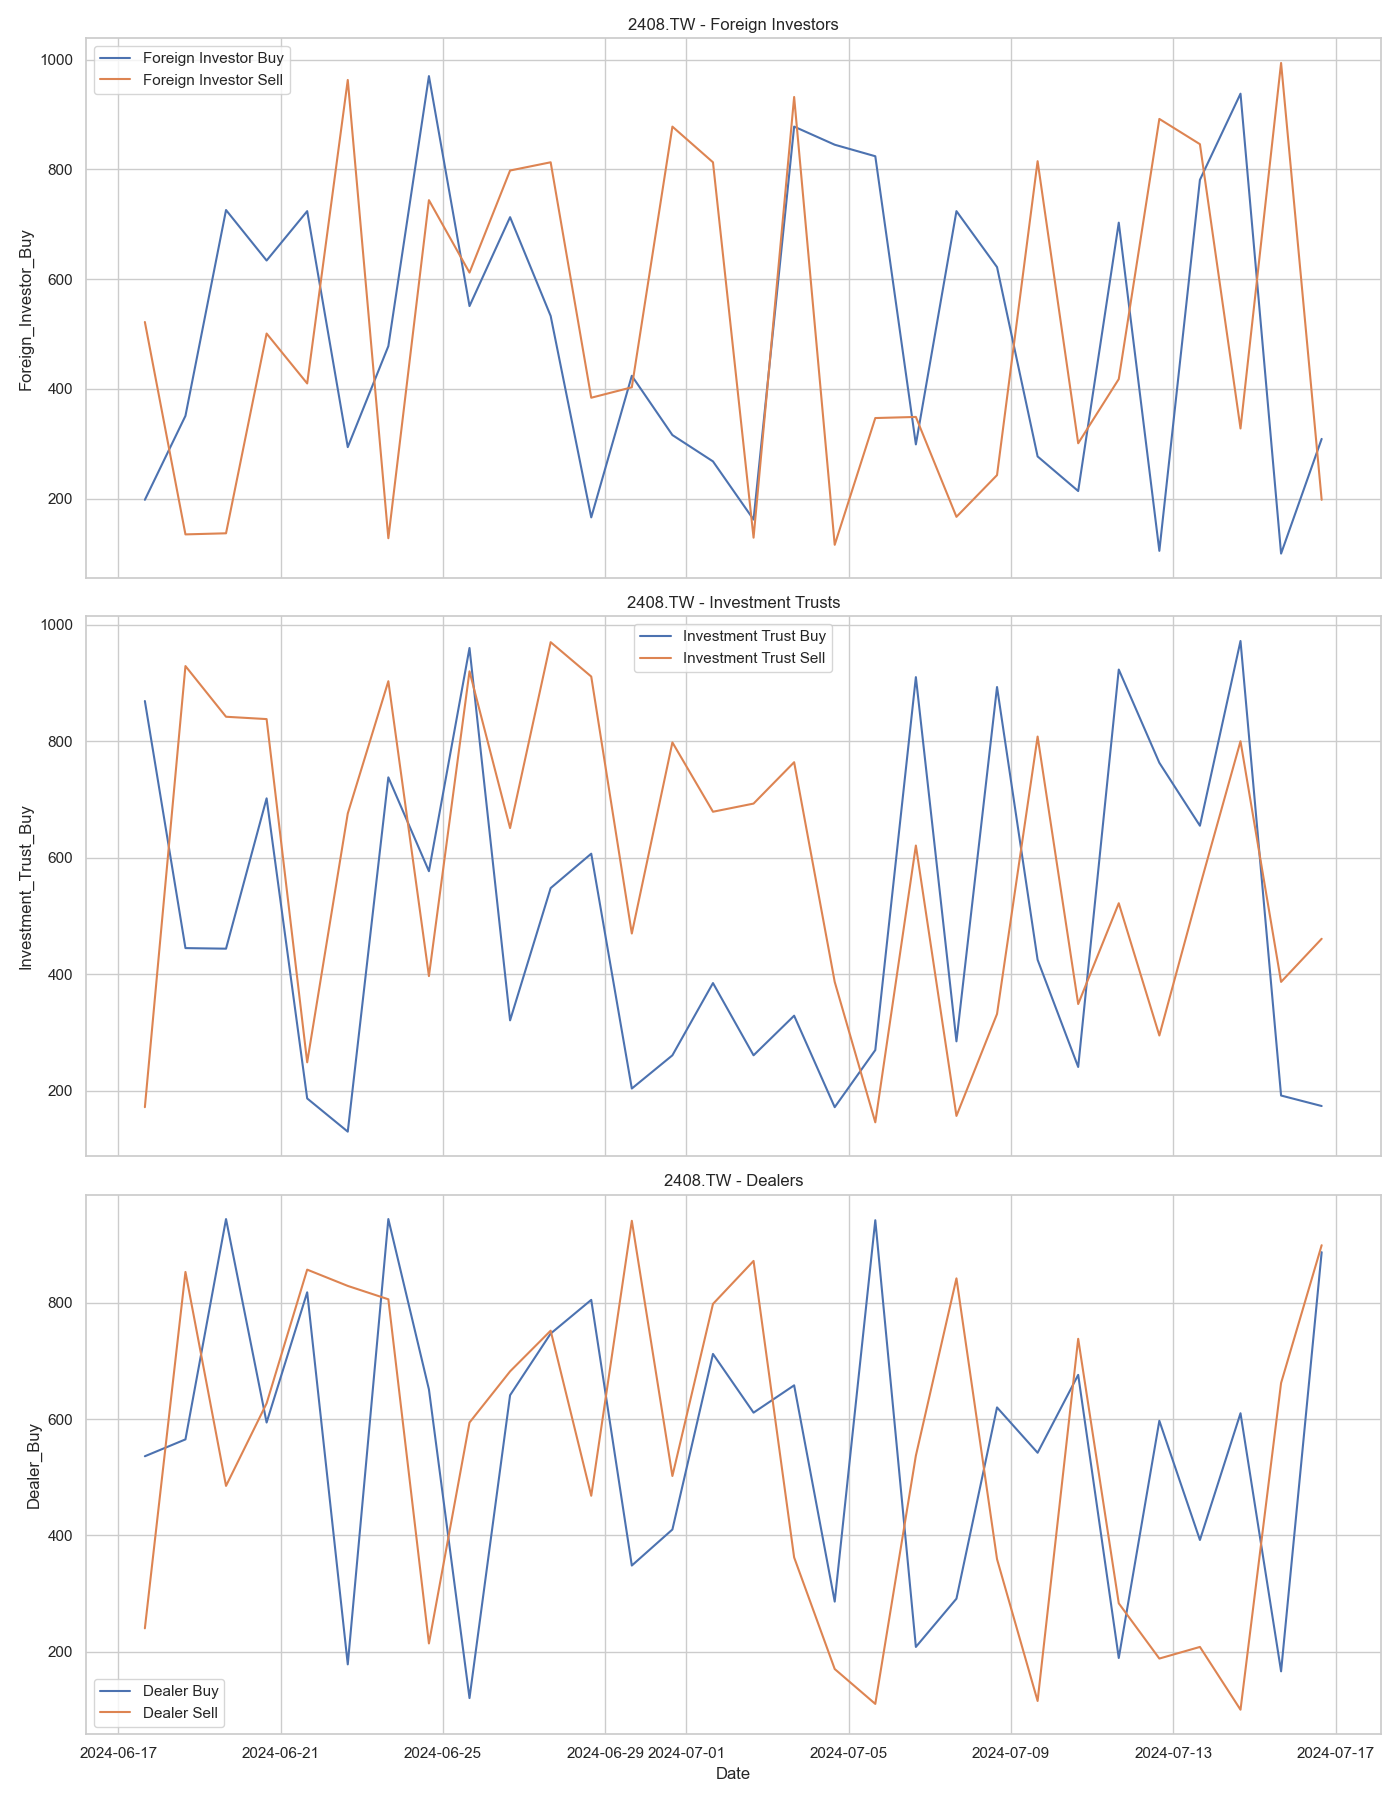 2408.TW - Foreign Investors
Foreign Investor Buy
Foreign Investor Sell
Foreign_Investor_Buy
1000
800
600
400
200
2408.TW - Investment Trusts
Investment Trust Buy
Investment Trust Sell
Investment_Trust_Buy
1000
800
600
400
200
2408.TW - Dealers
Dealer_Buy
800
600
400
200
Dealer Buy
Dealer Sell
2024-06-17 2024-06-21 2024-06-25 2024-06-29 2024-07-01 2024-07-05 2024-07-09 2024-07-13 2024-07-17
Date